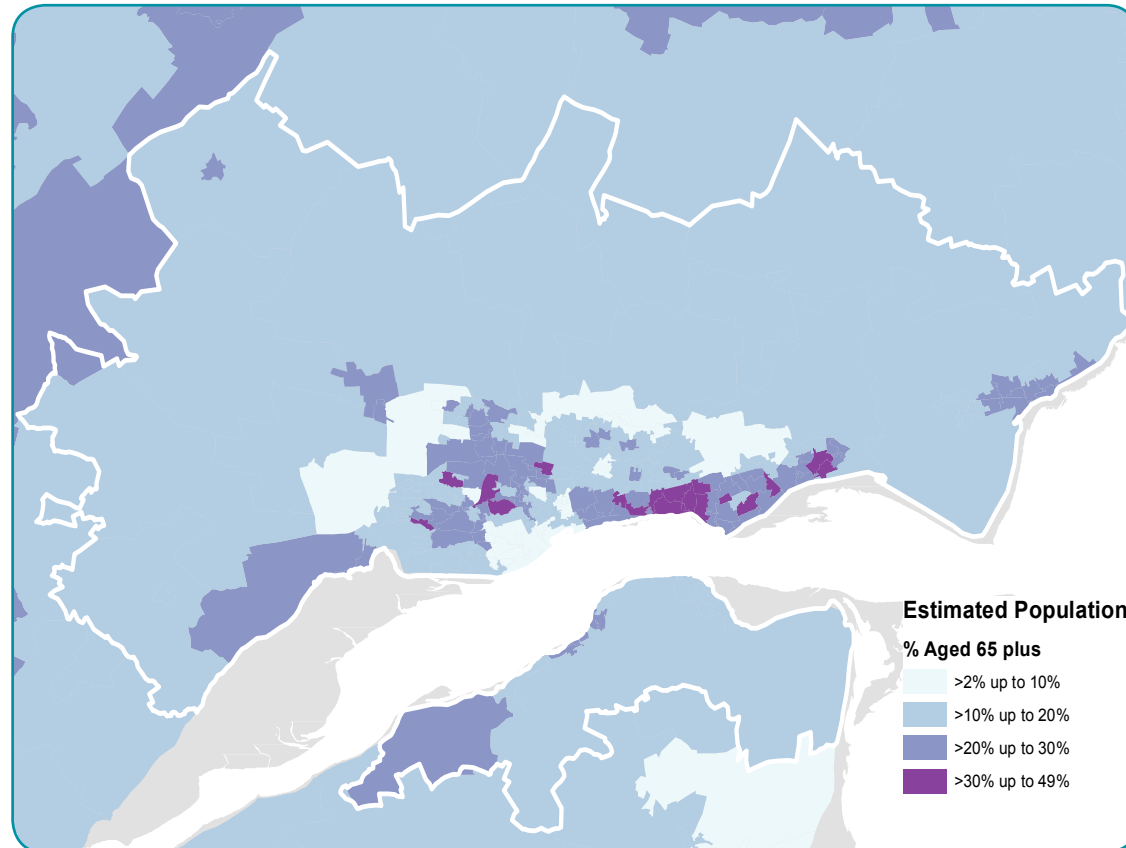 Estimated Population
% Aged 65 plus
>2% up to 10%
>10% up to 20%
>20% up to 30%
>30% up to 49%